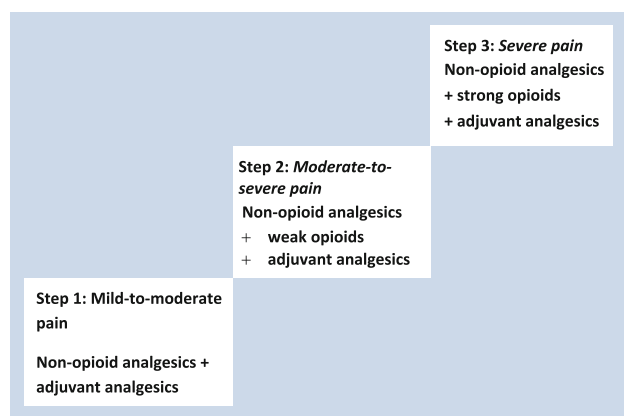 Step 3: Severe pain
Non-opioid analgesics
+ strong opioids
+ adjuvant analgesics
Step 2: Moderate-to-
severe pain
Non-opioid analgesics
+ weak opioids
+ adjuvant analgesics
Step 1: Mild-to-moderate
pain
Non-opioid analgesics +
adjuvant analgesics